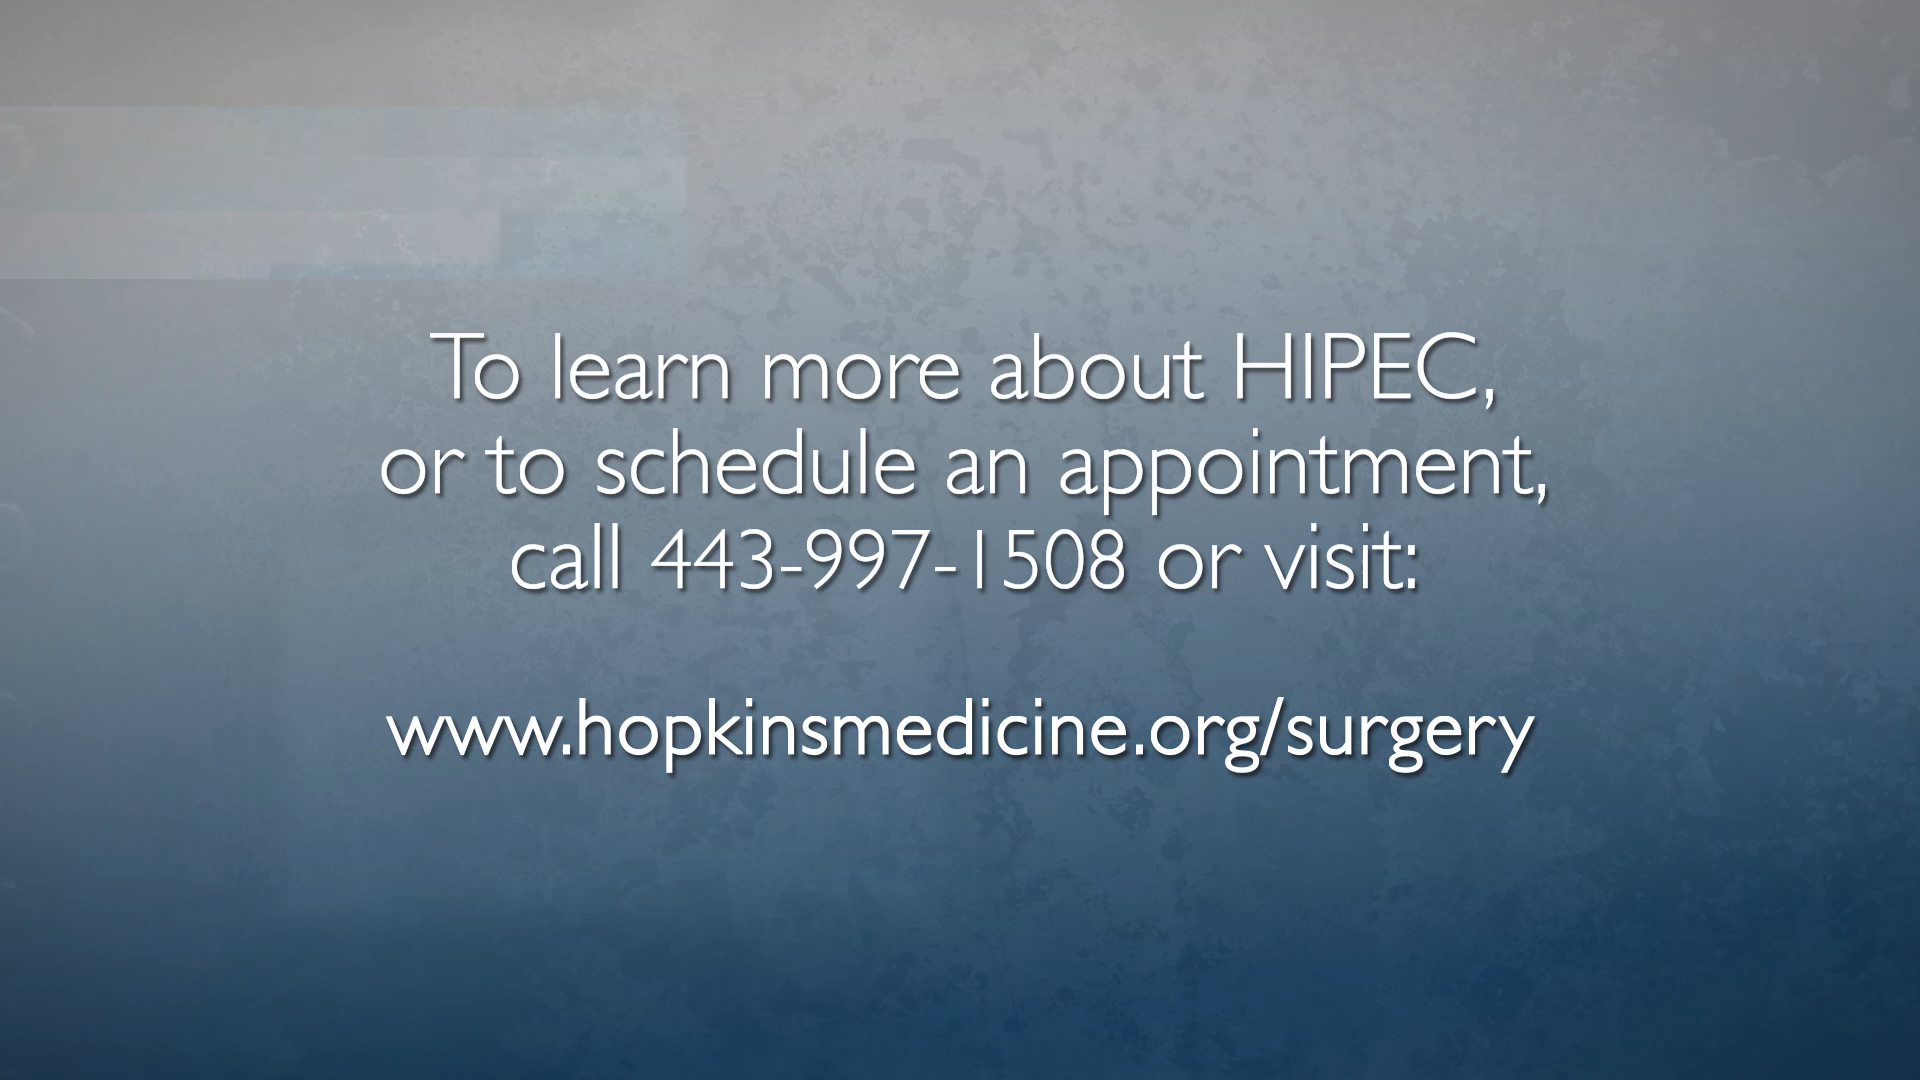 To learn more about HIPEC,
or to schedule an appointment,
call 443-997-1508 or visit:
www.hopkinsmedicine.org/surgery